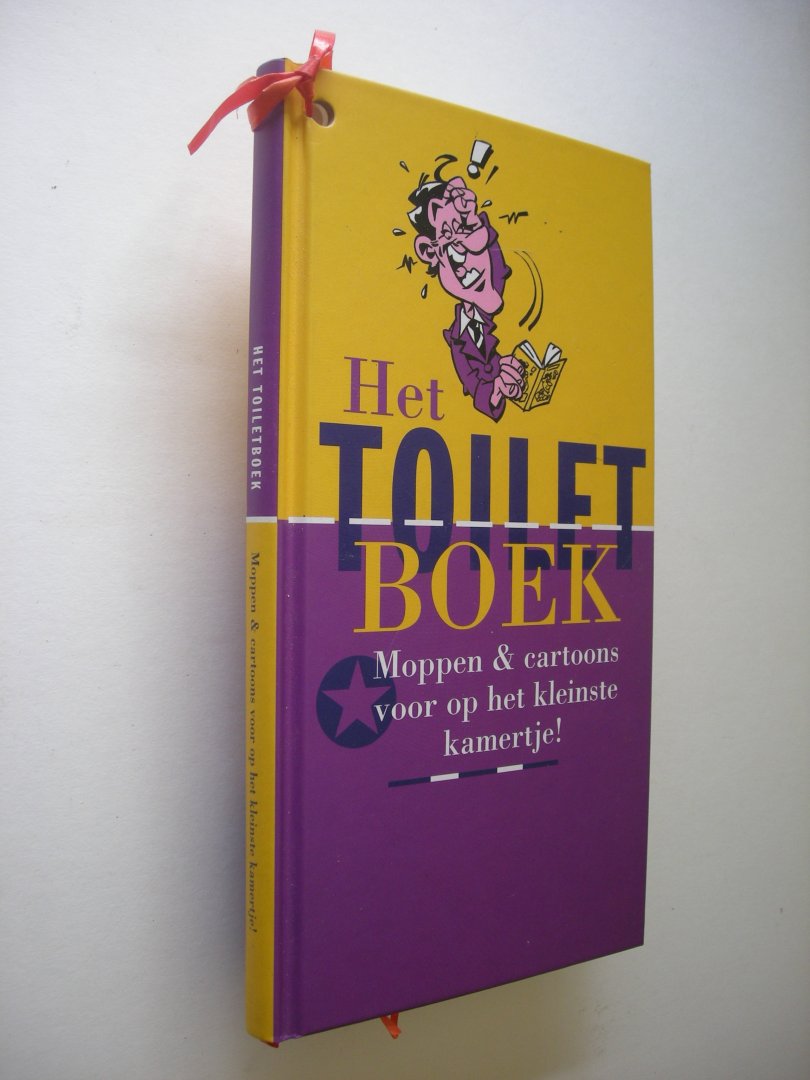 Het
TOILET
BOEK
Moppen & cartoons
voor op het kleinste
kamertje!
HET TOILETBOEK
Moppen & cartoons voor op het kleinste kamertje!